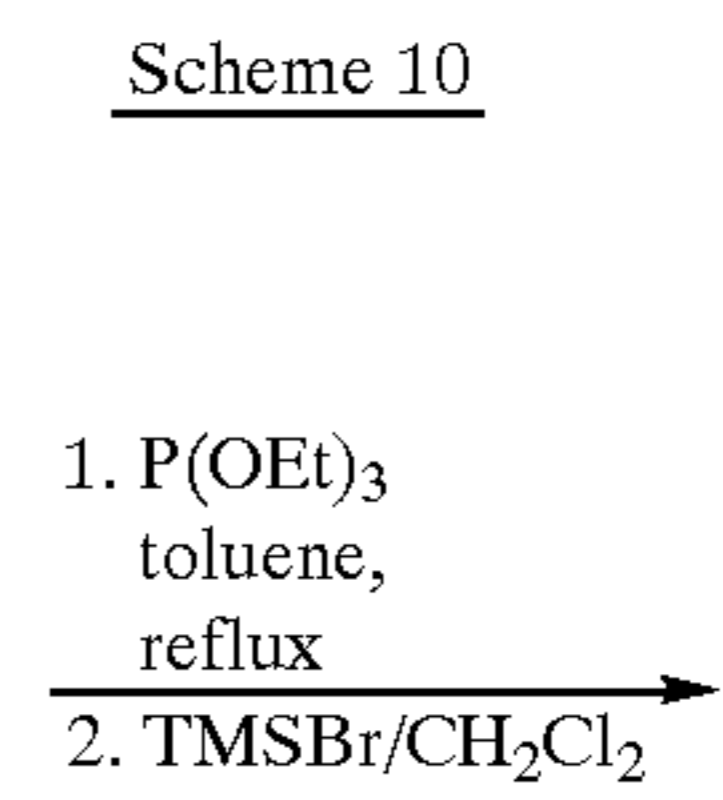 Scheme 10
1. P(OEt)₃
toluene,
reflux
2. TMSBr/CH₂Cl₂